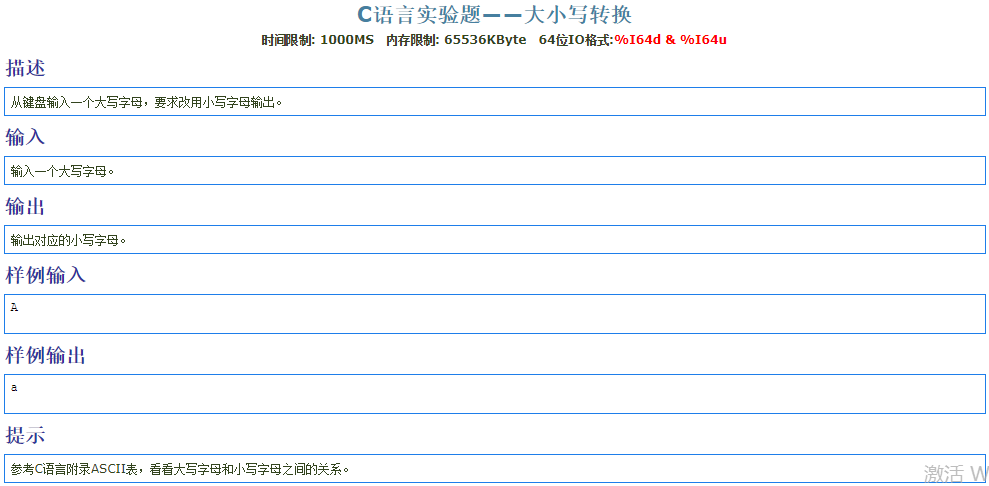 C语言实验题——大小写转换
时间限制: 1000MS 内存限制: 65536KByte 64位IO格式:%I64d & %I64u
描述
从键盘输入一个大写字母，要求改用小写字母输出。
输入
输入一个大写字母。
输出
输出对应的小写字母。
样例输入
A
样例输出
a
提示
参考C语言附录ASCII表，看看大写字母和小写字母之间的关系。
激活 W